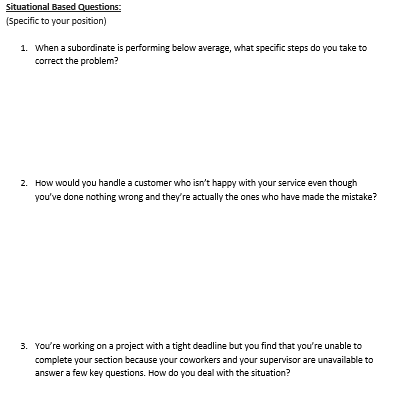 Situational Based Questions:
(Specific to your position)
1. When a subordinate is performing below average, what specific steps do you take to
correct the problem?
2. How would you handle a customer who isn't happy with your service even though
you've done nothing wrong and they're actually the ones who have made the mistake?
3. You're working on a project with a tight deadline but you find that you're unable to
complete your section because your coworkers and your supervisor are unavailable to
answer a few key questions. How do you deal with the situation?